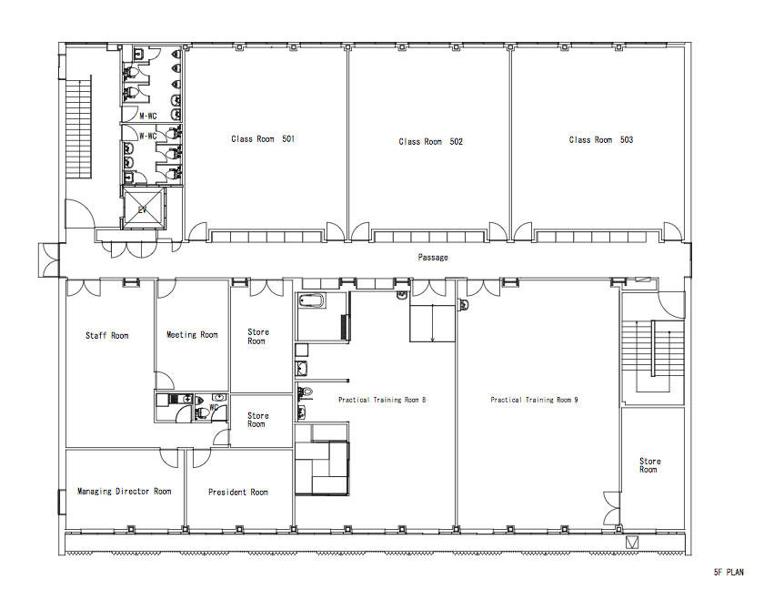 M-WC
W-WC
Class Room 501
Class Room 502
Class Room 503
EV
Passage
Staff Room
Meeting Room
Store
Room
Practical Training Room 8
Practical Training Room 9
WC
Store
Room
Store
Room
Managing Director Room
President Room
5F PLAN